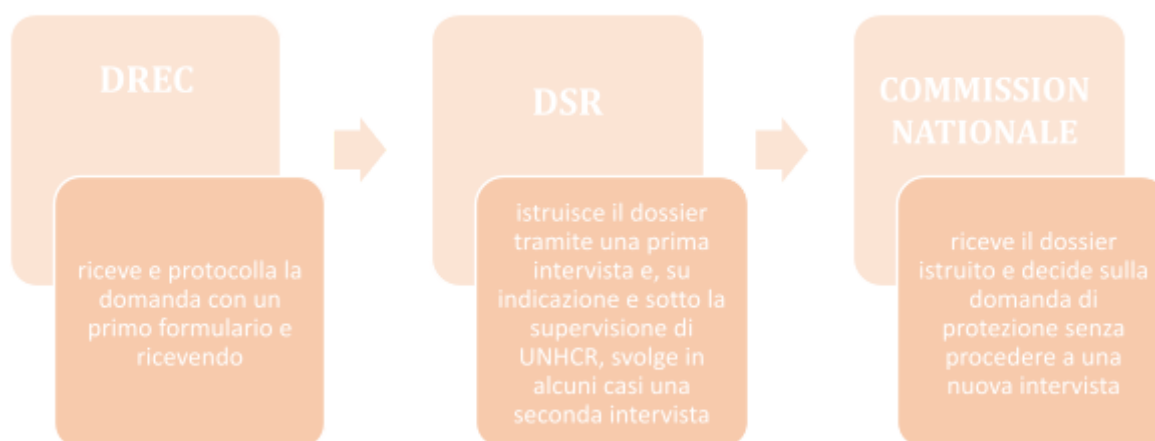 DREC
riceve e protocolla la
domanda con un
primo formulario e
ricevendo
DSR
istruisce il dossier
tramite una prima
intervista e, su
indicazione e sotto la
supervisione di
UNHCR, svolge in
alcuni casi una
seconda intervista
COMMISSION
NATIONALE
riceve il dossier
istruito e decide sulla
domanda di
protezione senza
procedere a una
nuova intervista